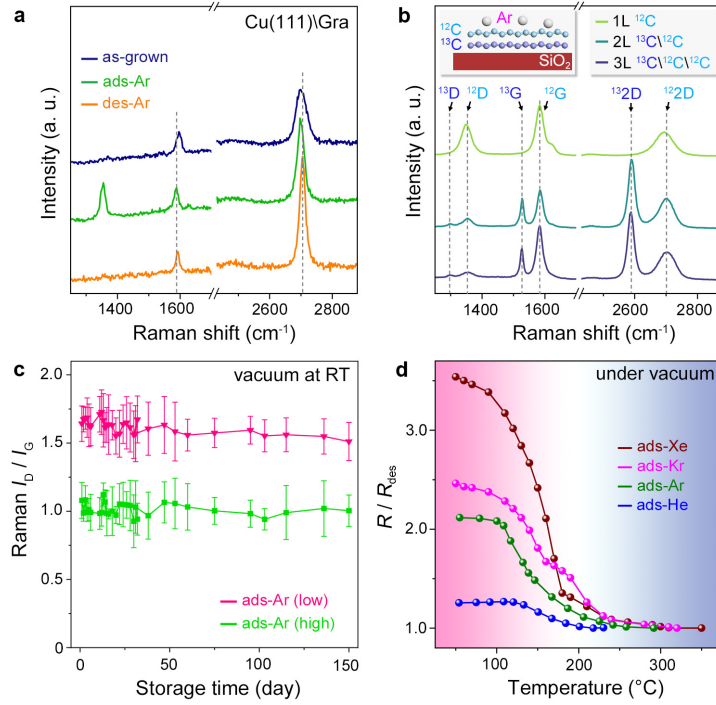 a
Cu(111)\Gra
as-grown
ads-Ar
des-Ar
Intensity (a. u.)
1400 1600 2400 2800
Raman shift (cm⁻¹)
b
Ar
¹²C
¹³C
SiO₂
1L ¹²C
2L ¹³C\¹²C
3L ¹³C\¹²C\¹²C
¹³D ¹²D ¹³G ¹²G ¹³2D ¹²2D
Intensity (a. u.)
1400 1600 2400 2800
Raman shift (cm⁻¹)
c
vacuum at RT
2.0
1.5
1.0
0.5
0
Raman I_D / I_G
ads-Ar (low)
ads-Ar (high)
0 50 100 150
Storage time (day)
d
under vacuum
3.0
2.0
1.0
R / R_des
ads-Xe
ads-Kr
ads-Ar
ads-He
100 200 300
Temperature (°C)